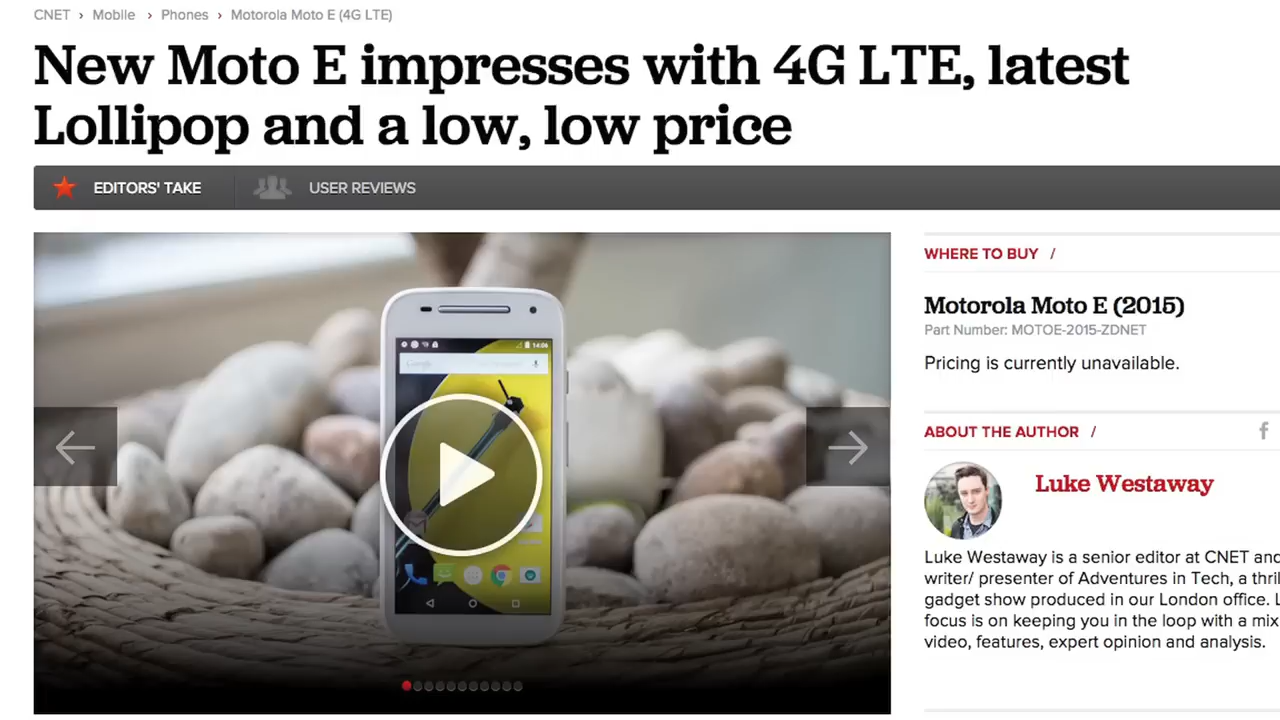 CNET › Mobile › Phones › Motorola Moto E (4G LTE)
New Moto E impresses with 4G LTE, latest
Lollipop and a low, low price
EDITORS' TAKE USER REVIEWS
14:06
Google
WHERE TO BUY /
Motorola Moto E (2015)
Part Number: MOTOE-2015-ZDNET
Pricing is currently unavailable.
ABOUT THE AUTHOR /
Luke Westaway
Luke Westaway is a senior editor at CNET and
writer/ presenter of Adventures in Tech, a thril
gadget show produced in our London office. L
focus is on keeping you in the loop with a mix
video, features, expert opinion and analysis.